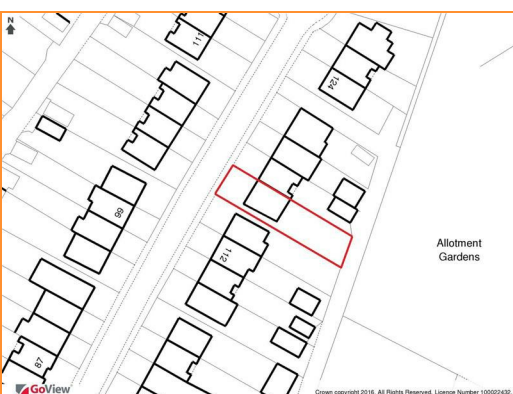 N
111
124
99
112
87
Allotment
Gardens
GoView
Crown copyright 2016. All Rights Reserved. Licence Number 100022432.